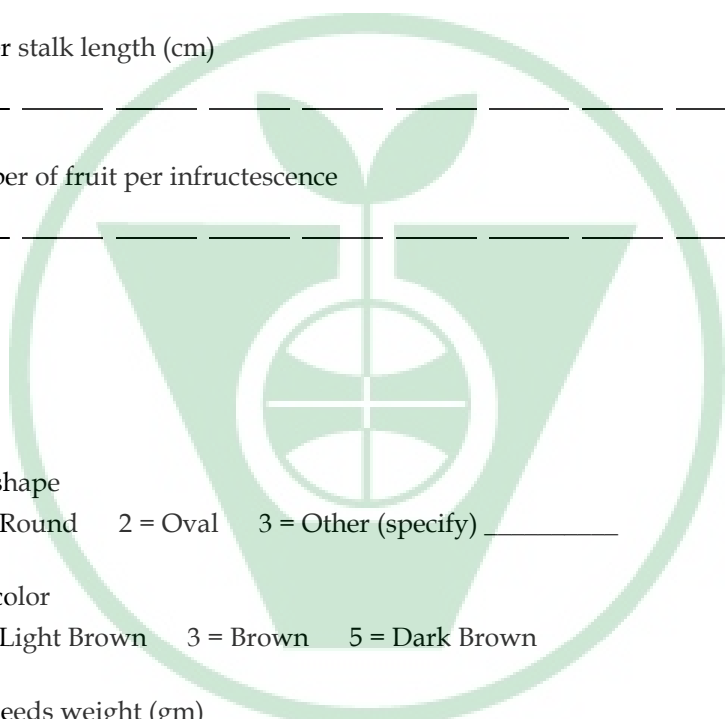 r stalk length (cm)
of fruit per infructescence
shape
Round 2 = Oval 3 = Other (specify) __________
color
Light Brown 3 = Brown 5 = Dark Brown
eeds weight (gm)